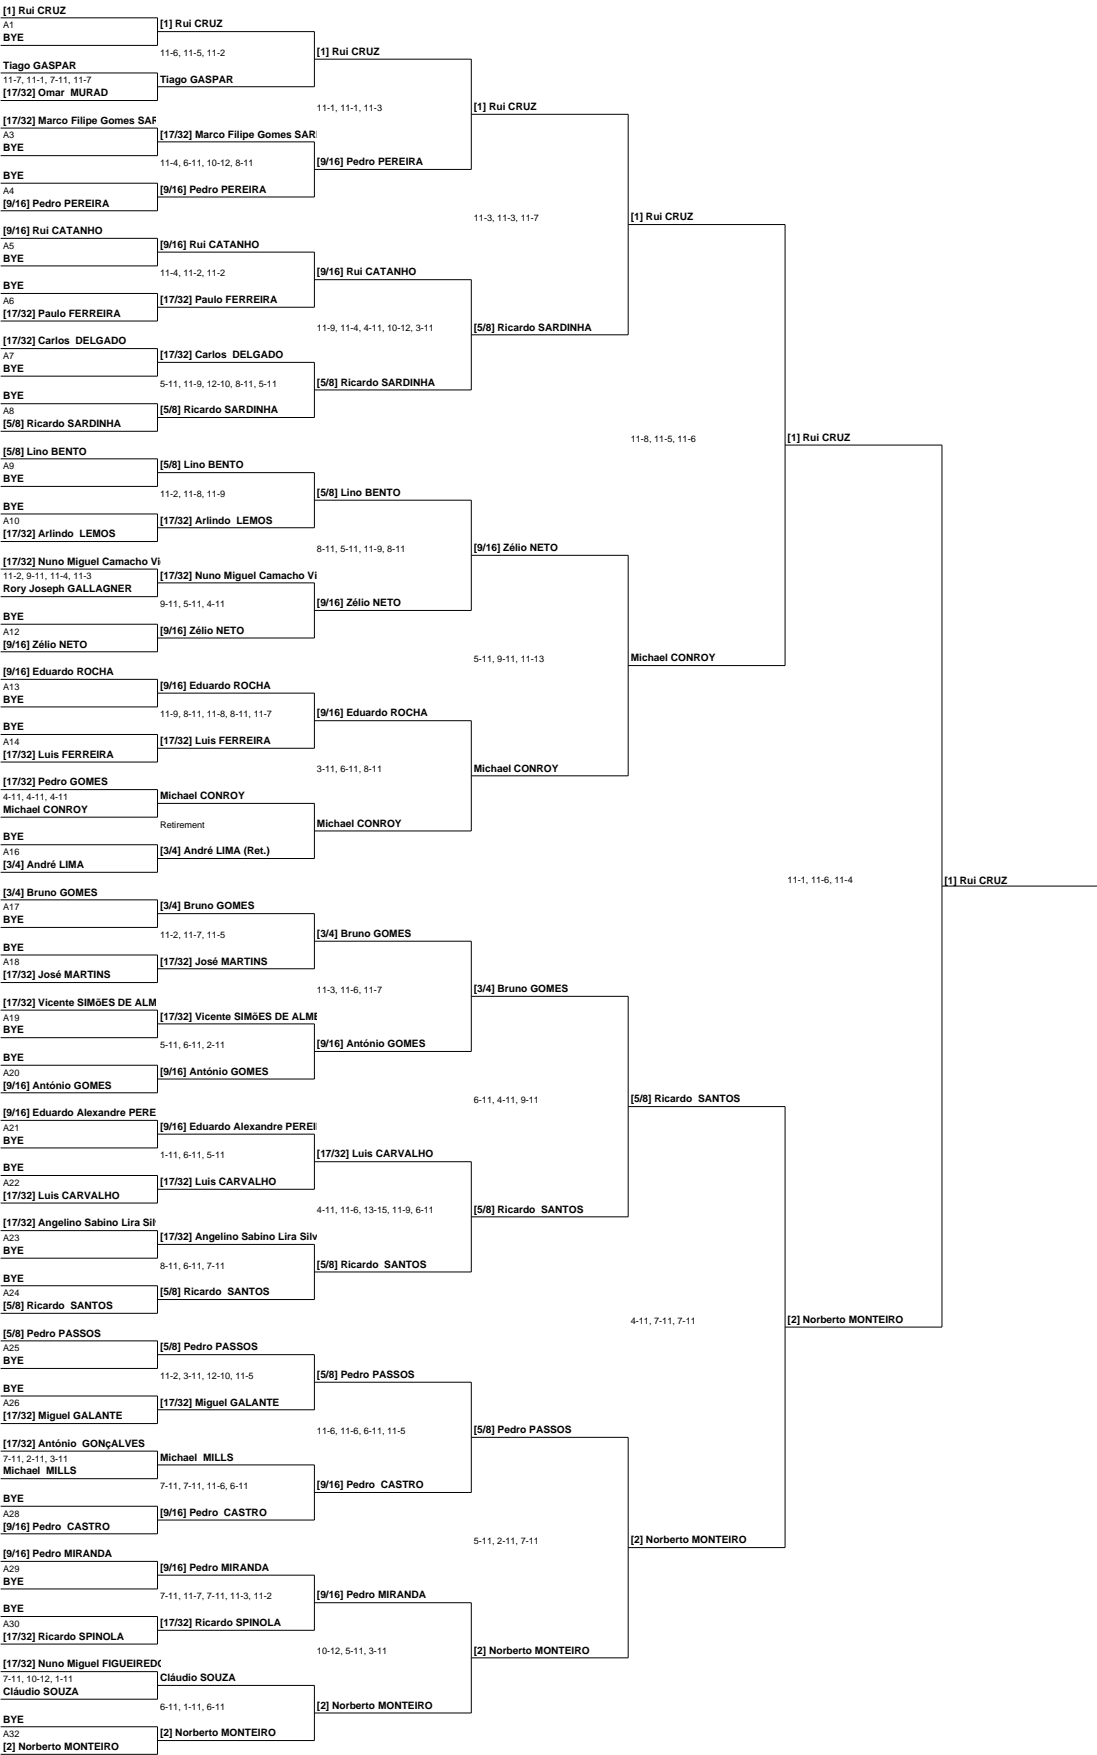 [1] Rui CRUZ
A1
BYE
Tiago GASPAR
11-7, 11-1, 7-11, 11-7
[17/32] Omar MURAD
[17/32] Marco Filipe Gomes SAR
A3
BYE
BYE
A4
[9/16] Pedro PEREIRA
[9/16] Rui CATANHO
A5
BYE
BYE
A6
[17/32] Paulo FERREIRA
[17/32] Carlos DELGADO
A7
BYE
BYE
A8
[5/8] Ricardo SARDINHA
[5/8] Lino BENTO
A9
BYE
BYE
A10
[17/32] Arlindo LEMOS
[17/32] Nuno Miguel Camacho Vi
11-2, 9-11, 11-4, 11-3
Rory Joseph GALLAGNER
BYE
A12
[9/16] Zélio NETO
[9/16] Eduardo ROCHA
A13
BYE
BYE
A14
[17/32] Luis FERREIRA
[17/32] Pedro GOMES
4-11, 4-11, 4-11
Michael CONROY
BYE
A16
[3/4] André LIMA
[3/4] Bruno GOMES
A17
BYE
BYE
A18
[17/32] José MARTINS
[17/32] Vicente SIMõES DE ALM
A19
BYE
BYE
A20
[9/16] António GOMES
[9/16] Eduardo Alexandre PERE
A21
BYE
BYE
A22
[17/32] Luis CARVALHO
[17/32] Angelino Sabino Lira Sil
A23
BYE
BYE
A24
[5/8] Ricardo SANTOS
[5/8] Pedro PASSOS
A25
BYE
BYE
A26
[17/32] Miguel GALANTE
[17/32] António GONçALVES
7-11, 2-11, 3-11
Michael MILLS
BYE
A28
[9/16] Pedro CASTRO
[9/16] Pedro MIRANDA
A29
BYE
BYE
A30
[17/32] Ricardo SPINOLA
[17/32] Nuno Miguel FIGUEIREDO
7-11, 10-12, 1-11
Cláudio SOUZA
BYE
A32
[2] Norberto MONTEIRO
[1] Rui CRUZ
11-6, 11-5, 11-2
Tiago GASPAR
[17/32] Marco Filipe Gomes SAR
11-4, 6-11, 10-12, 8-11
[9/16] Pedro PEREIRA
[9/16] Rui CATANHO
11-4, 11-2, 11-2
[17/32] Paulo FERREIRA
[17/32] Carlos DELGADO
5-11, 11-9, 12-10, 8-11, 5-11
[5/8] Ricardo SARDINHA
[5/8] Lino BENTO
11-2, 11-8, 11-9
[17/32] Arlindo LEMOS
[17/32] Nuno Miguel Camacho Vi
9-11, 5-11, 4-11
[9/16] Zélio NETO
[9/16] Eduardo ROCHA
11-9, 8-11, 11-8, 8-11, 11-7
[17/32] Luis FERREIRA
Michael CONROY
Retirement
[3/4] André LIMA (Ret.)
[3/4] Bruno GOMES
11-2, 11-7, 11-5
[17/32] José MARTINS
[17/32] Vicente SIMõES DE ALME
5-11, 6-11, 2-11
[9/16] António GOMES
[9/16] Eduardo Alexandre PEREI
1-11, 6-11, 5-11
[17/32] Luis CARVALHO
[17/32] Angelino Sabino Lira Silv
8-11, 6-11, 7-11
[5/8] Ricardo SANTOS
[5/8] Pedro PASSOS
11-2, 3-11, 12-10, 11-5
[17/32] Miguel GALANTE
Michael MILLS
7-11, 7-11, 11-6, 6-11
[9/16] Pedro CASTRO
[9/16] Pedro MIRANDA
7-11, 11-7, 7-11, 11-3, 11-2
[17/32] Ricardo SPINOLA
Cláudio SOUZA
6-11, 1-11, 6-11
[2] Norberto MONTEIRO
[1] Rui CRUZ
11-1, 11-1, 11-3
[9/16] Pedro PEREIRA
[9/16] Rui CATANHO
11-9, 11-4, 4-11, 10-12, 3-11
[5/8] Ricardo SARDINHA
[5/8] Lino BENTO
8-11, 5-11, 11-9, 8-11
[9/16] Zélio NETO
[9/16] Eduardo ROCHA
3-11, 6-11, 8-11
Michael CONROY
[3/4] Bruno GOMES
11-3, 11-6, 11-7
[9/16] António GOMES
[17/32] Luis CARVALHO
4-11, 11-6, 13-15, 11-9, 6-11
[5/8] Ricardo SANTOS
[5/8] Pedro PASSOS
11-6, 11-6, 6-11, 11-5
[9/16] Pedro CASTRO
[9/16] Pedro MIRANDA
10-12, 5-11, 3-11
[2] Norberto MONTEIRO
[1] Rui CRUZ
11-3, 11-3, 11-7
[5/8] Ricardo SARDINHA
[9/16] Zélio NETO
5-11, 9-11, 11-13
Michael CONROY
[3/4] Bruno GOMES
6-11, 4-11, 9-11
[5/8] Ricardo SANTOS
[5/8] Pedro PASSOS
5-11, 2-11, 7-11
[2] Norberto MONTEIRO
[1] Rui CRUZ
11-8, 11-5, 11-6
Michael CONROY
[5/8] Ricardo SANTOS
4-11, 7-11, 7-11
[2] Norberto MONTEIRO
[1] Rui CRUZ
11-1, 11-6, 11-4
[2] Norberto MONTEIRO
[1] Rui CRUZ